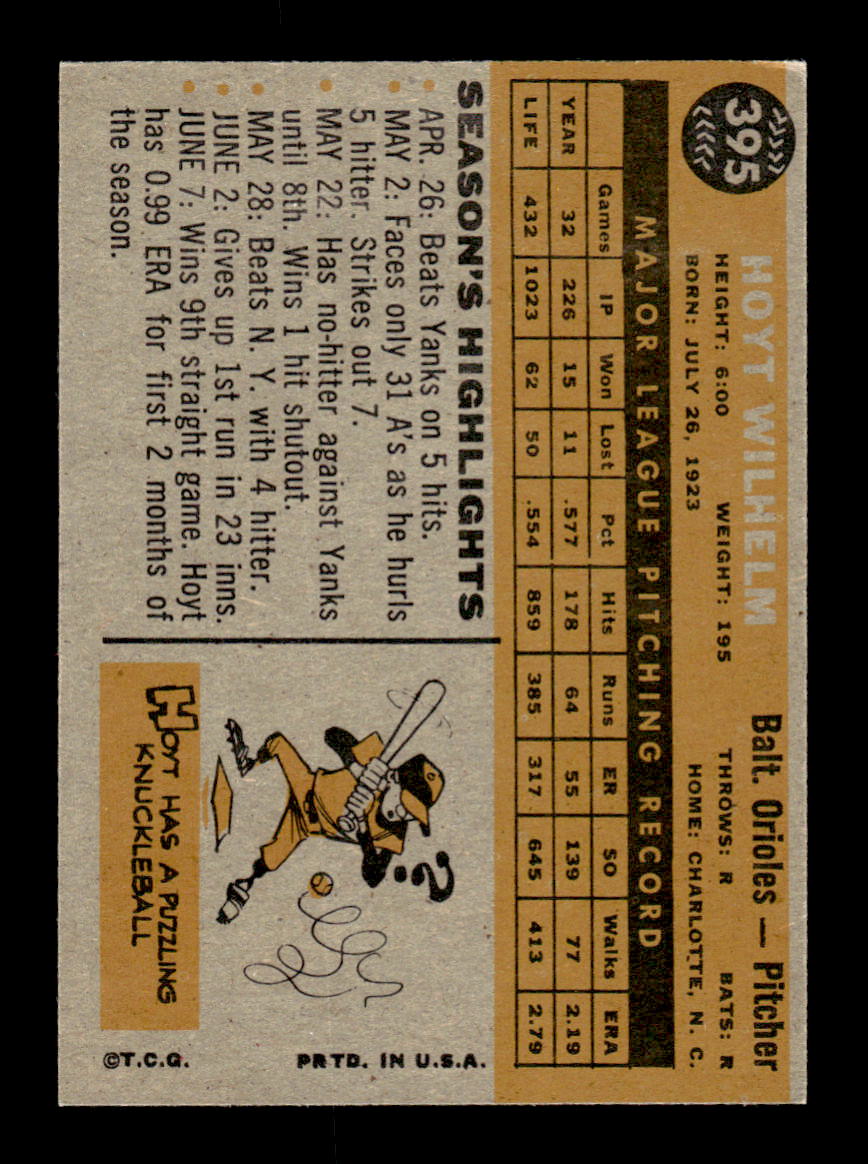 395
HOYT WILHELM
Balt. Orioles — Pitcher
HEIGHT: 6:00 WEIGHT: 195 THROWS: R BATS: R
BORN: JULY 26, 1923 HOME: CHARLOTTE, N. C.
MAJOR LEAGUE PITCHING RECORD
Games IP Won Lost Pct Hits Runs ER SO Walks ERA
YEAR 32 226 15 11 .577 178 64 55 139 77 2.19
LIFE 432 1023 62 50 .554 859 385 317 645 413 2.79
SEASON'S HIGHLIGHTS
• APR. 26: Beats Yanks on 5 hits.
• MAY 2: Faces only 31 A's as he hurls
5 hitter. Strikes out 7.
• MAY 22: Has no-hitter against Yanks
until 8th. Wins 1 hit shutout.
• MAY 28: Beats N. Y. with 4 hitter.
• JUNE 2: Gives up 1st run in 23 inns.
• JUNE 7: Wins 9th straight game. Hoyt
has 0.99 ERA for first 2 months of
the season.
?
HOYT HAS A PUZZLING
KNUCKLEBALL
PRTD. IN U.S.A.
©T.C.G.